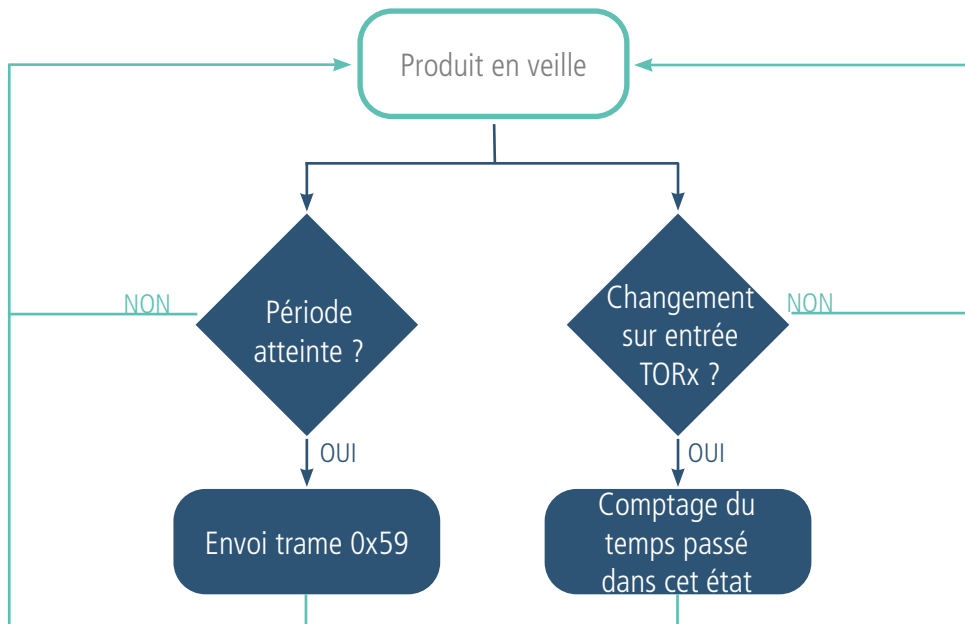 Produit en veille
NON
Période
atteinte ?
Changement
sur entrée
TORx ?
NON
OUI
OUI
Envoi trame 0x59
Comptage du
temps passé
dans cet état